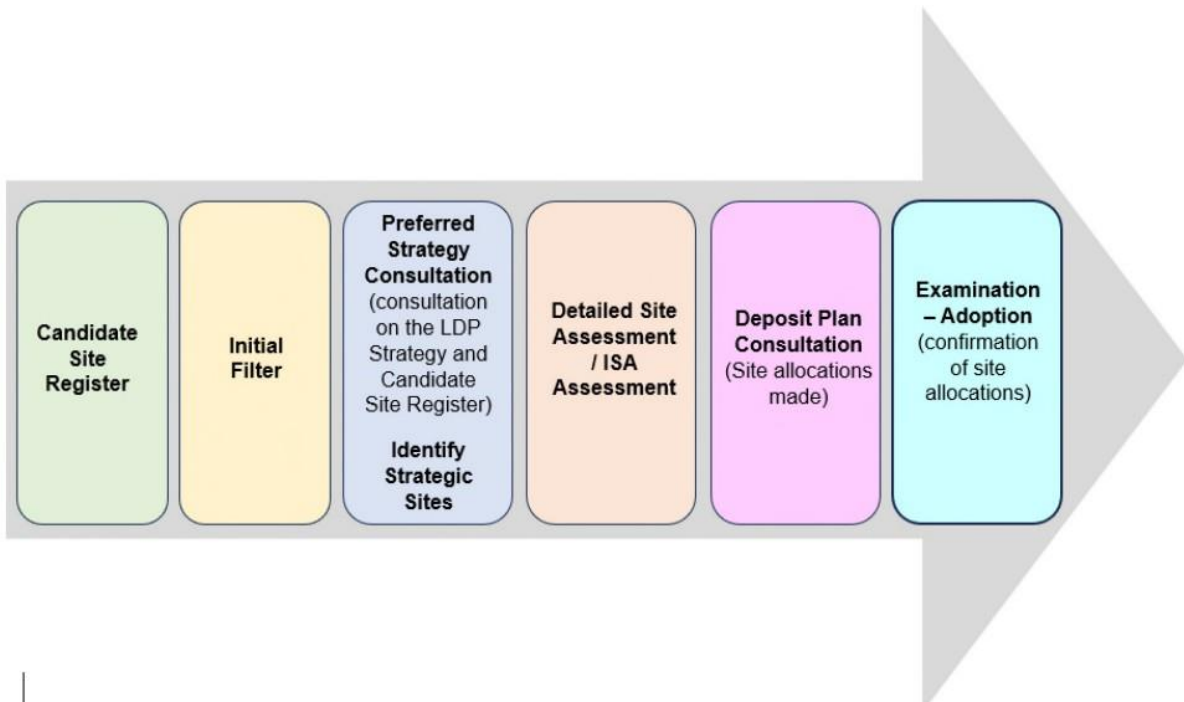 Candidate
Site
Register
Initial
Filter
Preferred
Strategy
Consultation
(consultation
on the LDP
Strategy and
Candidate
Site Register)
Identify
Strategic
Sites
Detailed Site
Assessment
/ ISA
Assessment
Deposit Plan
Consultation
(Site allocations
made)
Examination
– Adoption
(confirmation
of site
allocations)